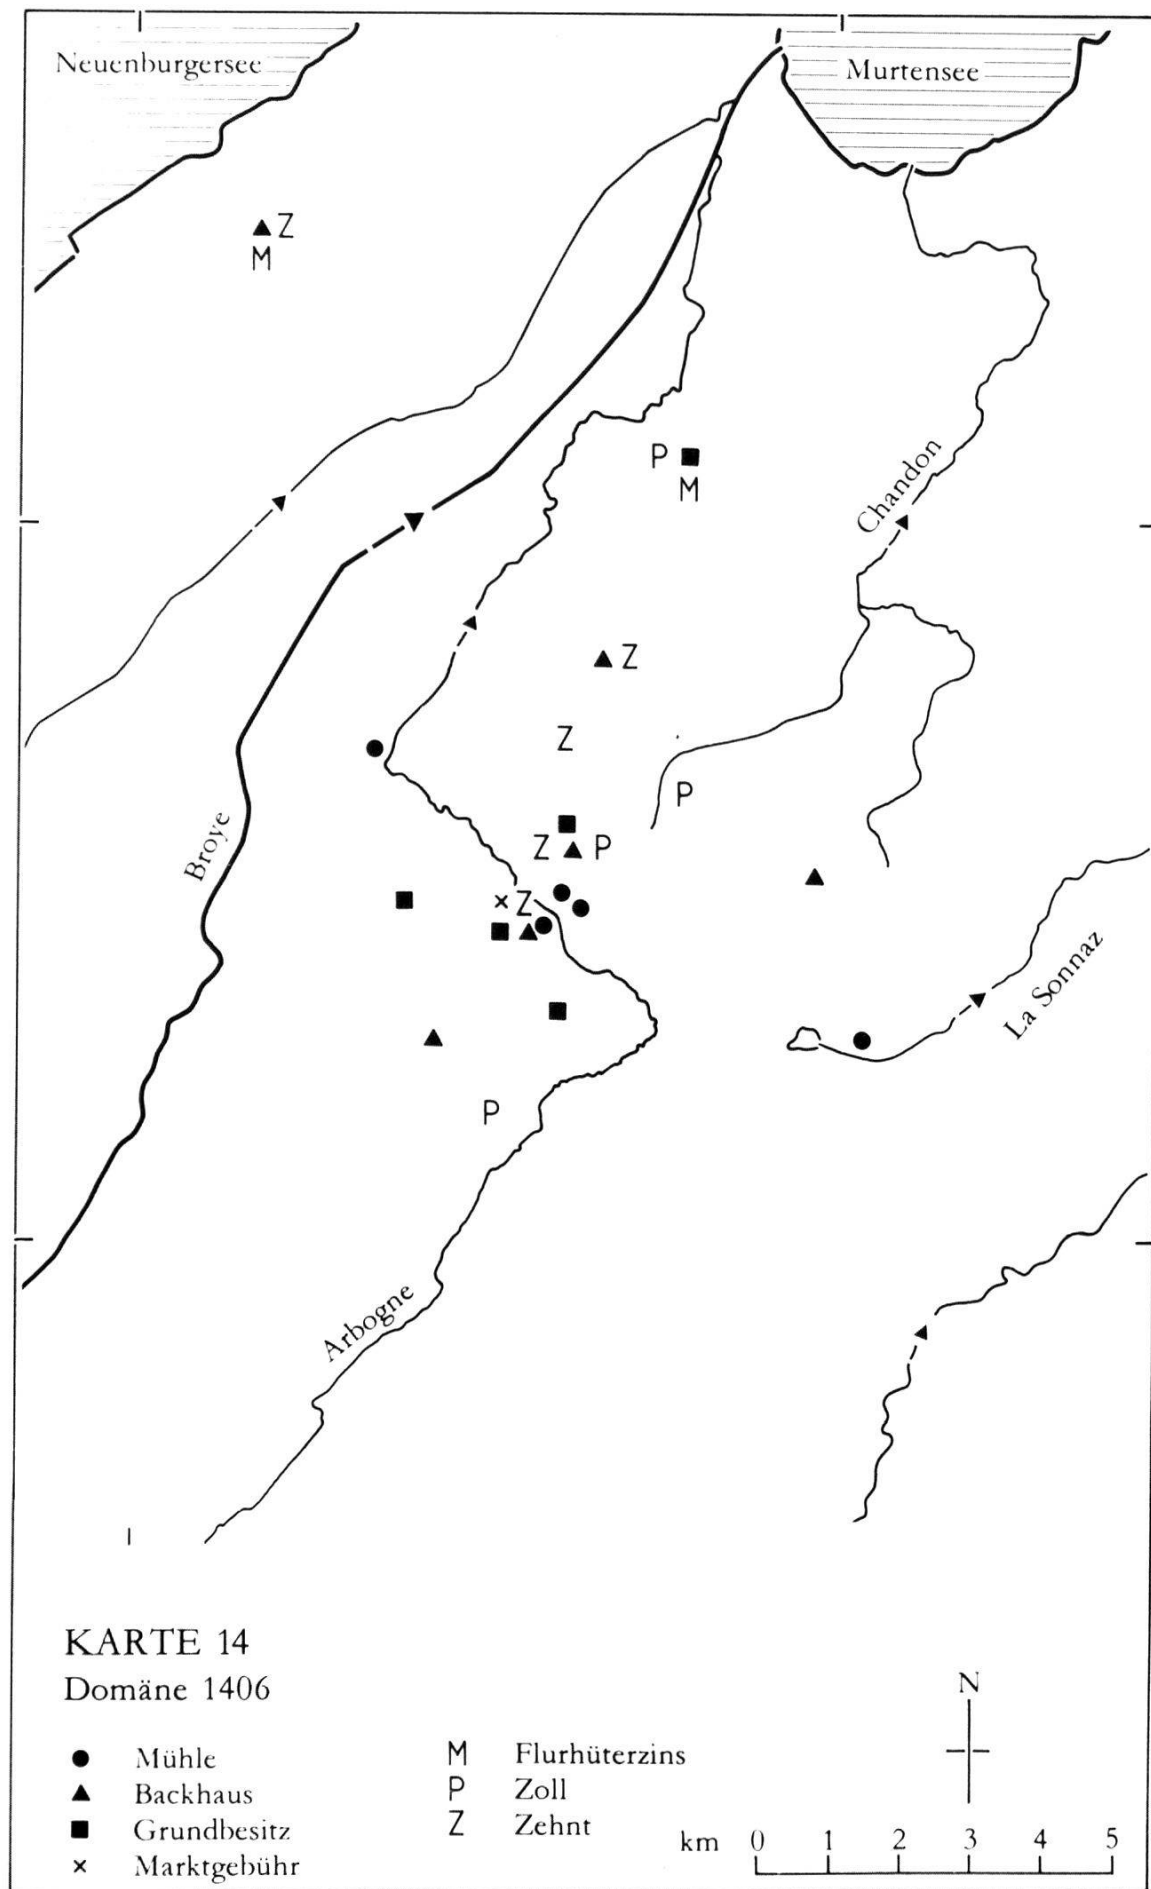 Neuenburgersee
Murtensee
Z
M
P
M
Chandon
Z
Z
P
Broye
Z P
Z
La Sonnaz
P
Arbogne
KARTE 14
Domäne 1406
Mühle
Backhaus
Grundbesitz
× Marktgebühr
M Flurhüterzins
P Zoll
Z Zehnt
N
km 0 1 2 3 4 5